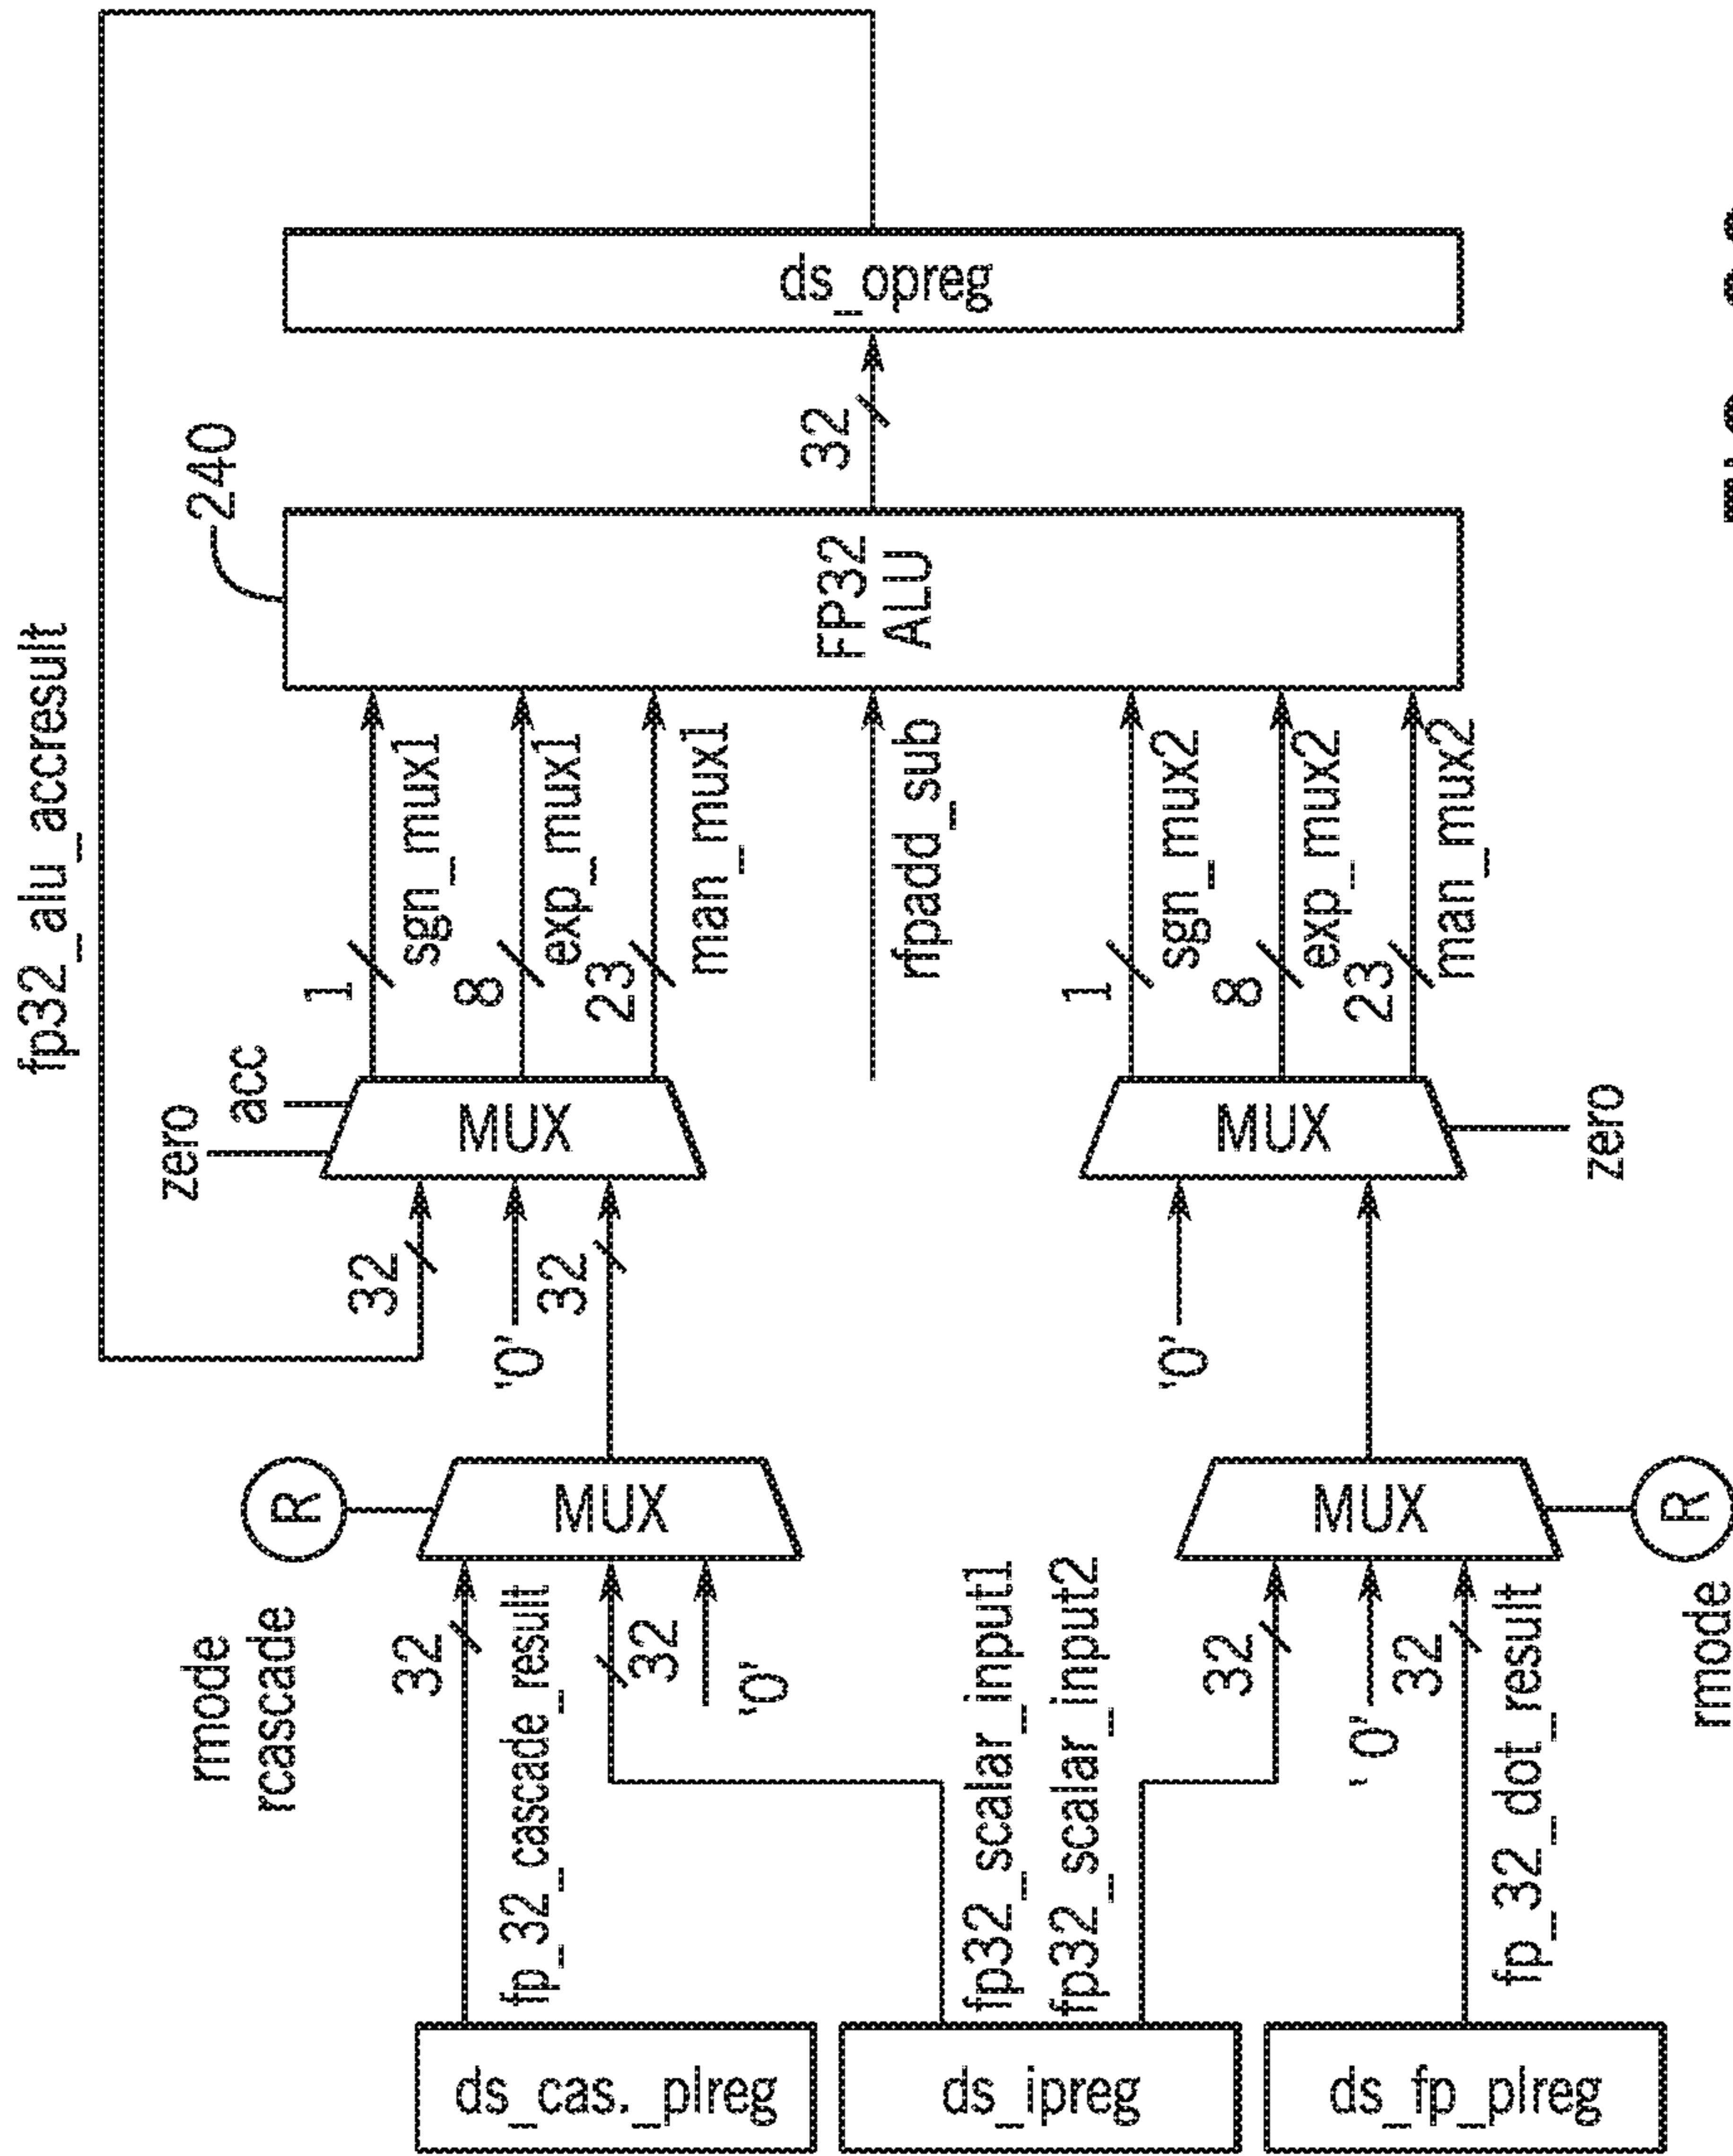 fp32_alu_accresult
ds_opreg
32
240
FP32
ALU
sgn_mux1
exp_mux1
man_mux1
rfpadd_sub
sgn_mux2
exp_mux2
man_mux2
1
8
23
1
8
23
zero
acc
MUX
MUX
zero
32
'0'
32
'0'
R
MUX
MUX
R
rmode
rcascade
32
fp_32_cascade_result
32
'0'
fp32_scalar_input1
fp32_scalar_input2
32
'0'
32
fp_32_dot_result
rmode
ds_cas._plreg
ds_ipreg
ds_fp_plreg